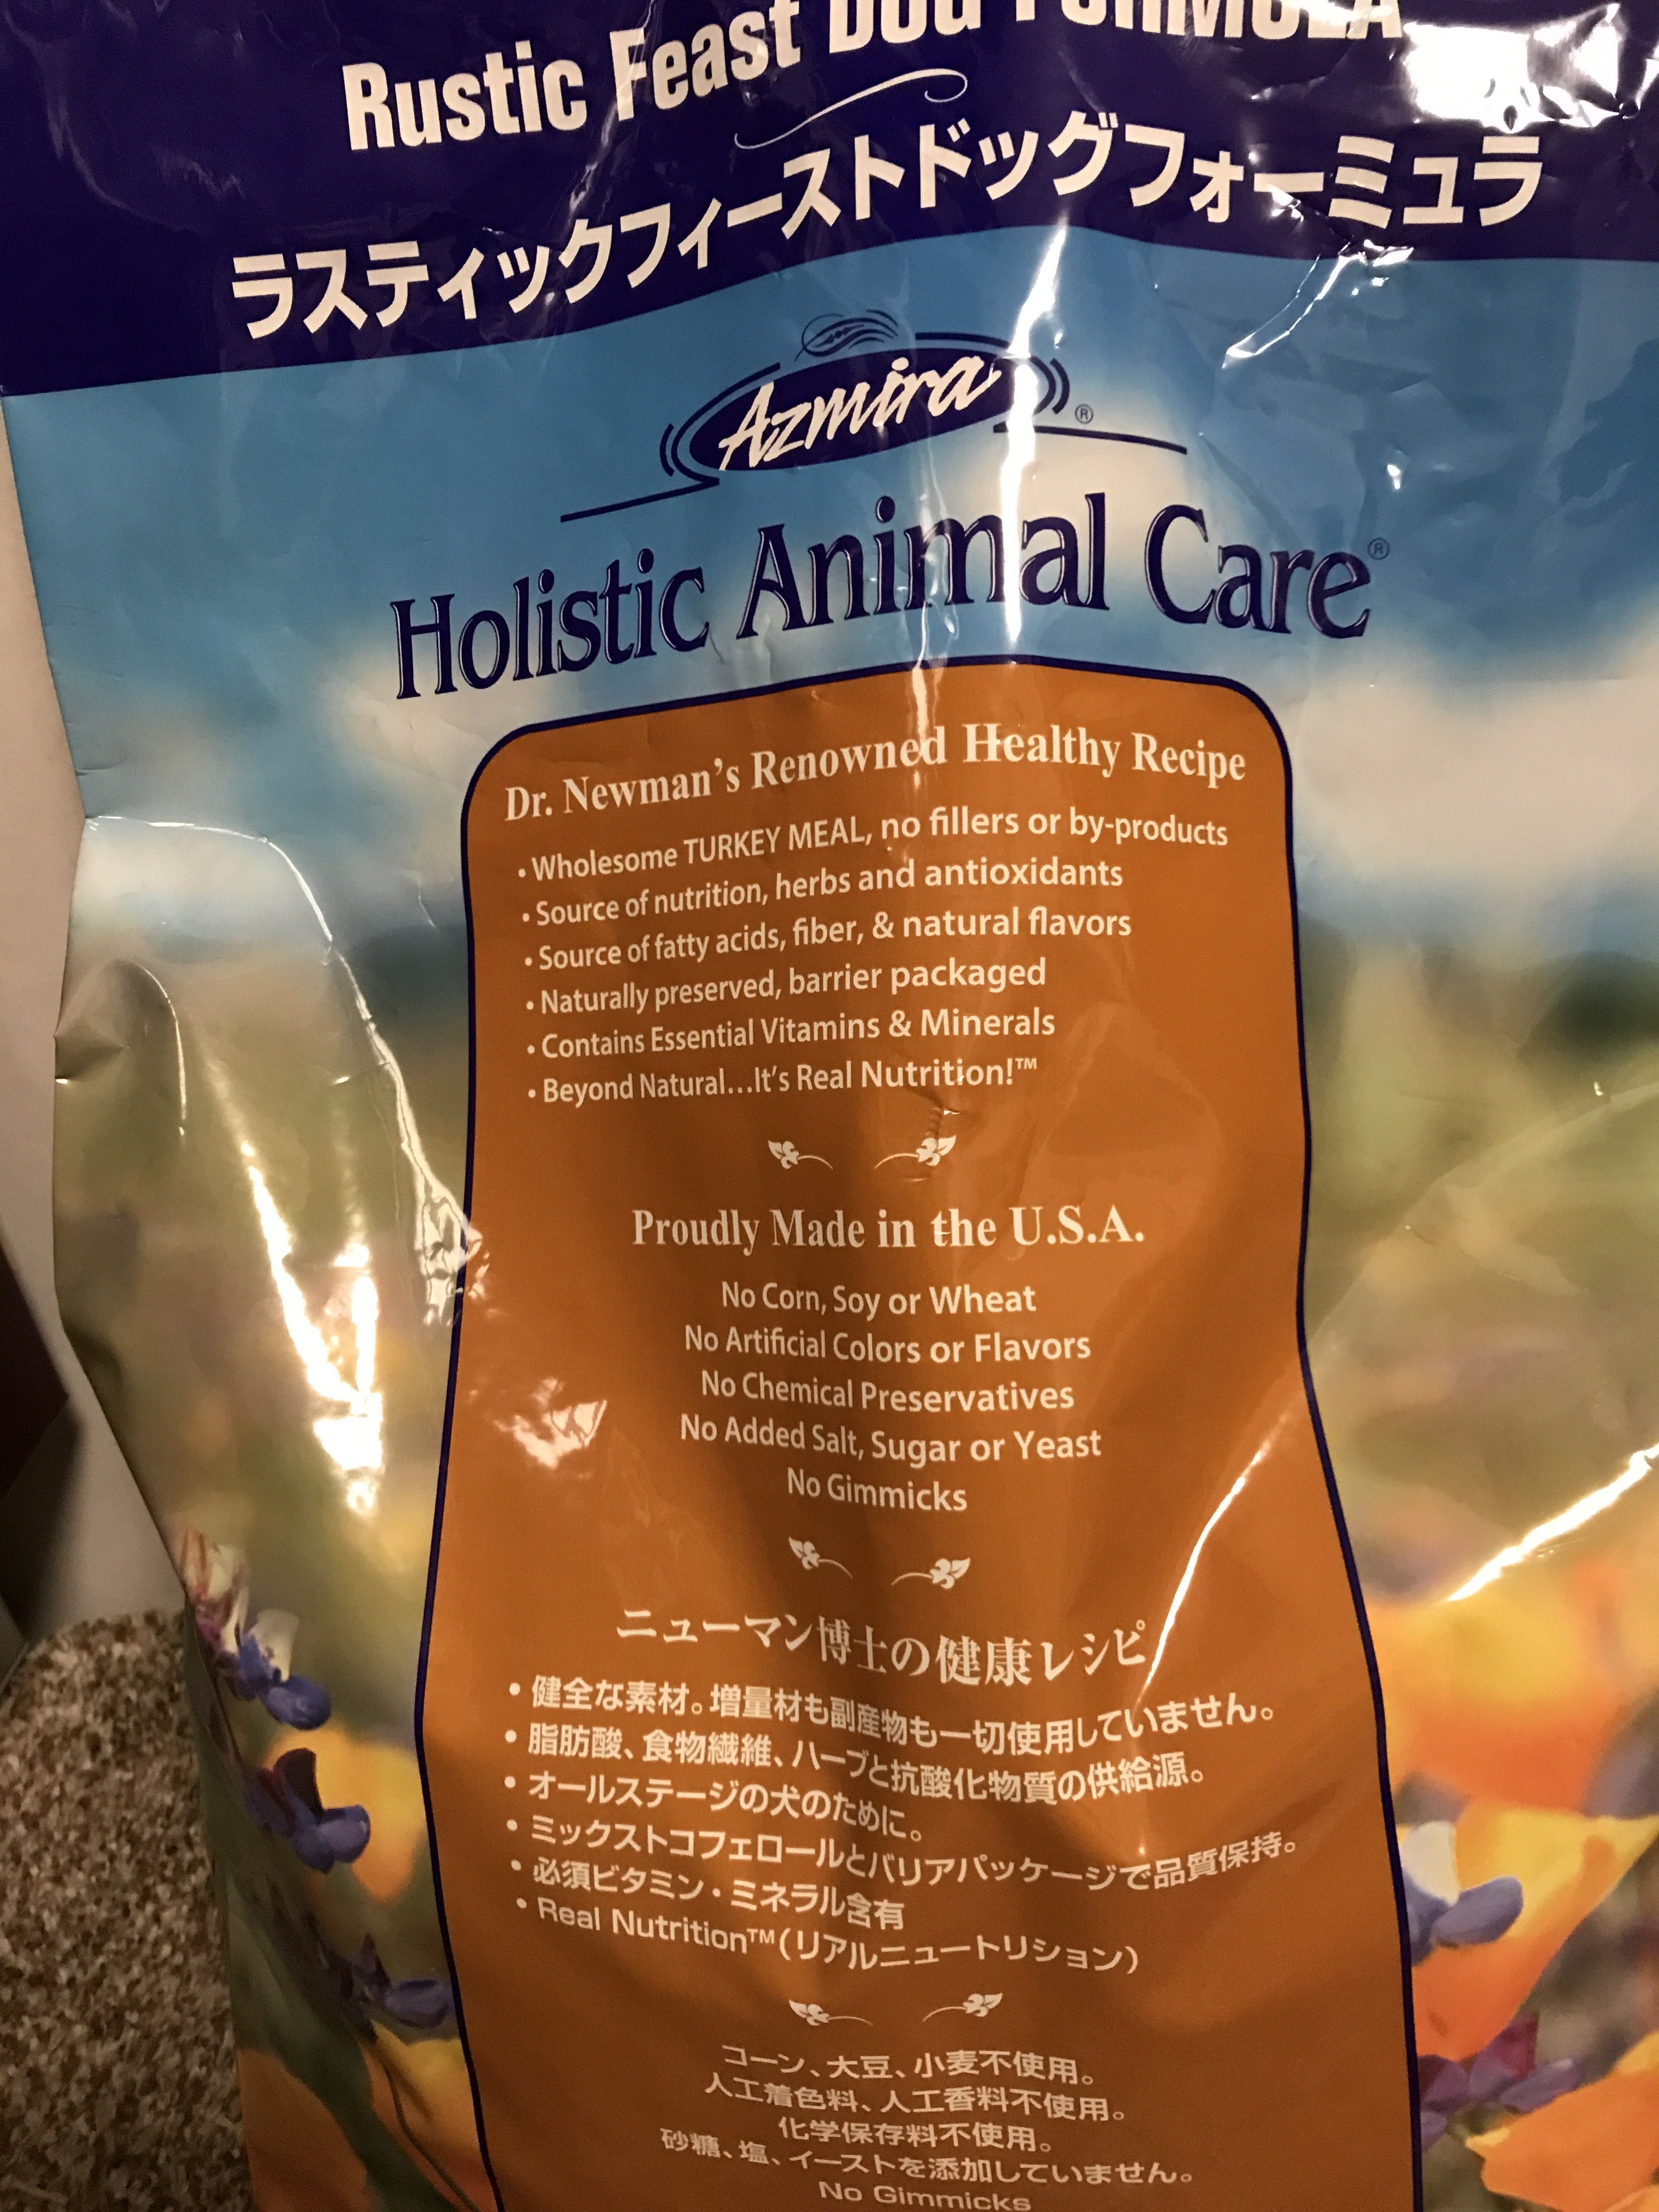 Rustic Feast Dog Formula
ラスティックフィーストドッグフォーミュラ
Azmira®
Holistic Animal Care®
Dr. Newman's Renowned Healthy Recipe
• Wholesome TURKEY MEAL, no fillers or by-products
• Source of nutrition, herbs and antioxidants
• Source of fatty acids, fiber, & natural flavors
• Naturally preserved, barrier packaged
• Contains Essential Vitamins & Minerals
• Beyond Natural...It's Real Nutrition!™
Proudly Made in the U.S.A.
No Corn, Soy or Wheat
No Artificial Colors or Flavors
No Chemical Preservatives
No Added Salt, Sugar or Yeast
No Gimmicks
ニューマン博士の健康レシピ
• 健全な素材。増量材も副産物も一切使用していません。
• 脂肪酸、食物繊維、ハーブと抗酸化物質の供給源。
• オールステージの犬のために。
• ミックストコフェロールとバリアパッケージで品質保持。
• 必須ビタミン・ミネラル含有
• Real Nutrition™(リアルニュートリション)
コーン、大豆、小麦不使用。
人工着色料、人工香料不使用。
化学保存料不使用。
砂糖、塩、イーストを添加していません。
No Gimmicks